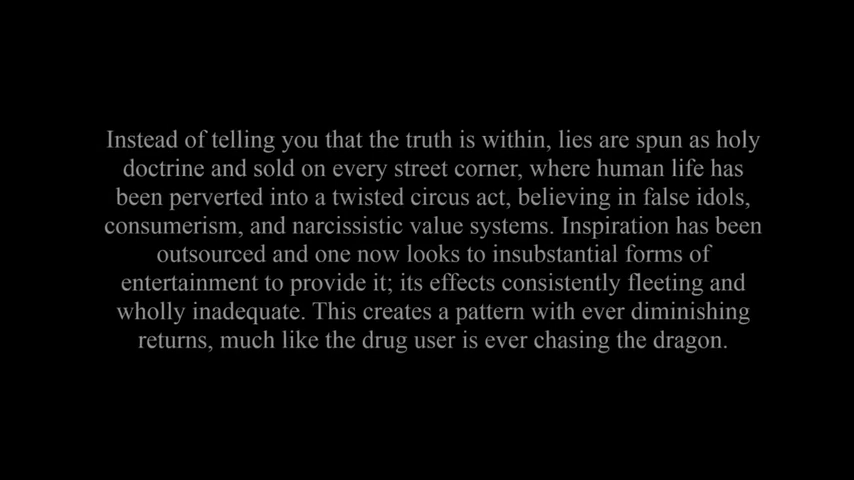 Instead of telling you that the truth is within, lies are spun as holy
doctrine and sold on every street corner, where human life has
been perverted into a twisted circus act, believing in false idols,
consumerism, and narcissistic value systems. Inspiration has been
outsourced and one now looks to insubstantial forms of
entertainment to provide it; its effects consistently fleeting and
wholly inadequate. This creates a pattern with ever diminishing
returns, much like the drug user is ever chasing the dragon.